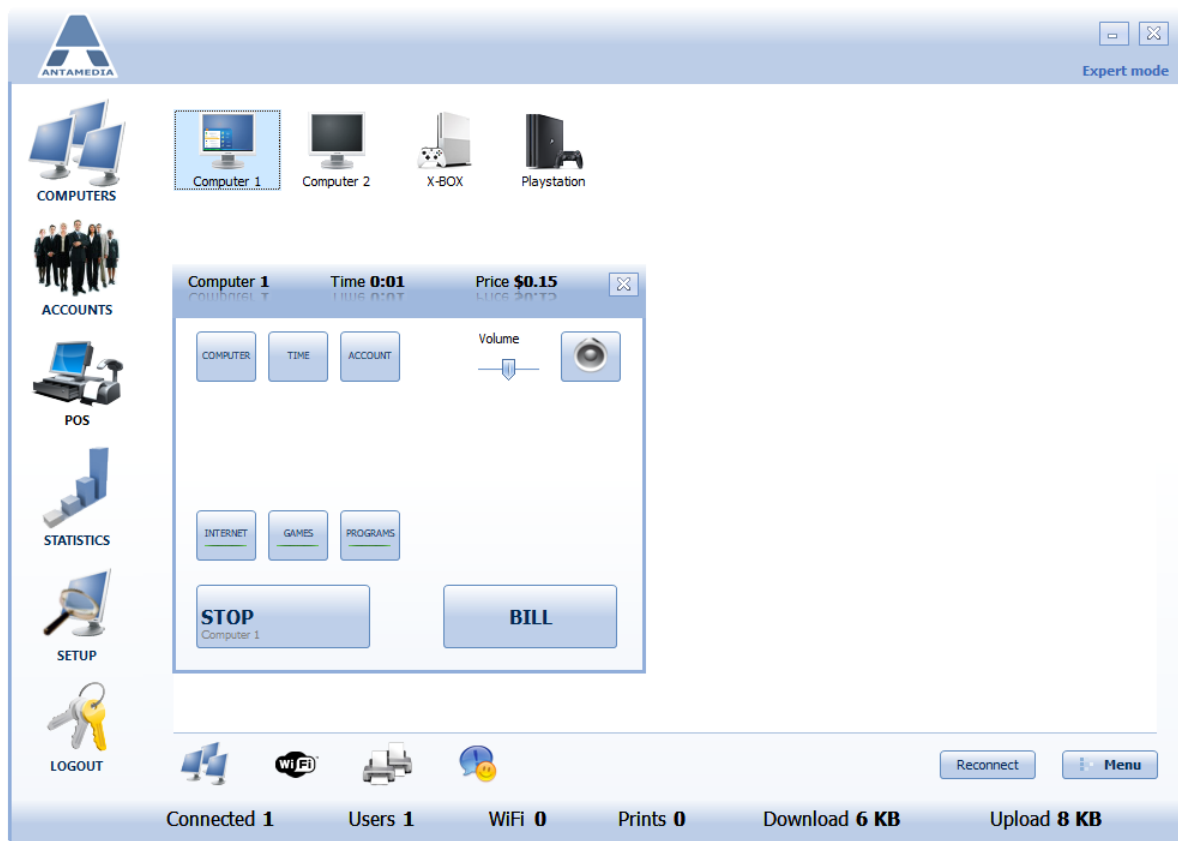 ANTAMEDIA
Expert mode
COMPUTERS
ACCOUNTS
POS
STATISTICS
SETUP
LOGOUT
Computer 1 Computer 2 X-BOX Playstation
Computer 1 Time 0:01 Price $0.15
COMPUTER TIME ACCOUNT Volume
INTERNET GAMES PROGRAMS
STOP
Computer 1
BILL
Wi Fi
Reconnect Menu
Connected 1 Users 1 WiFi 0 Prints 0 Download 6 KB Upload 8 KB